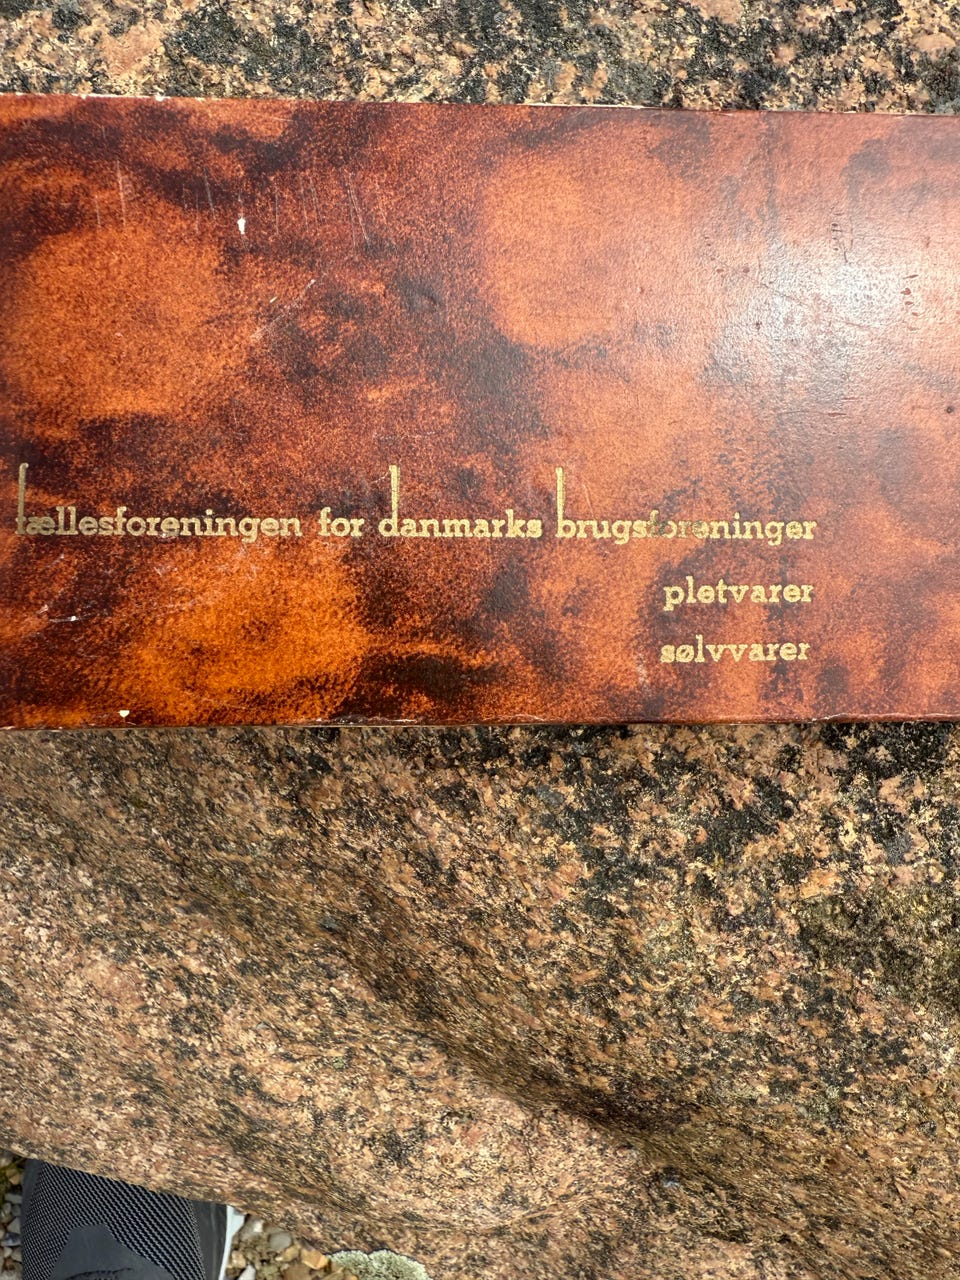 fællesforeningen for danmarks brugsforeninger
pletvarer
sølvvarer